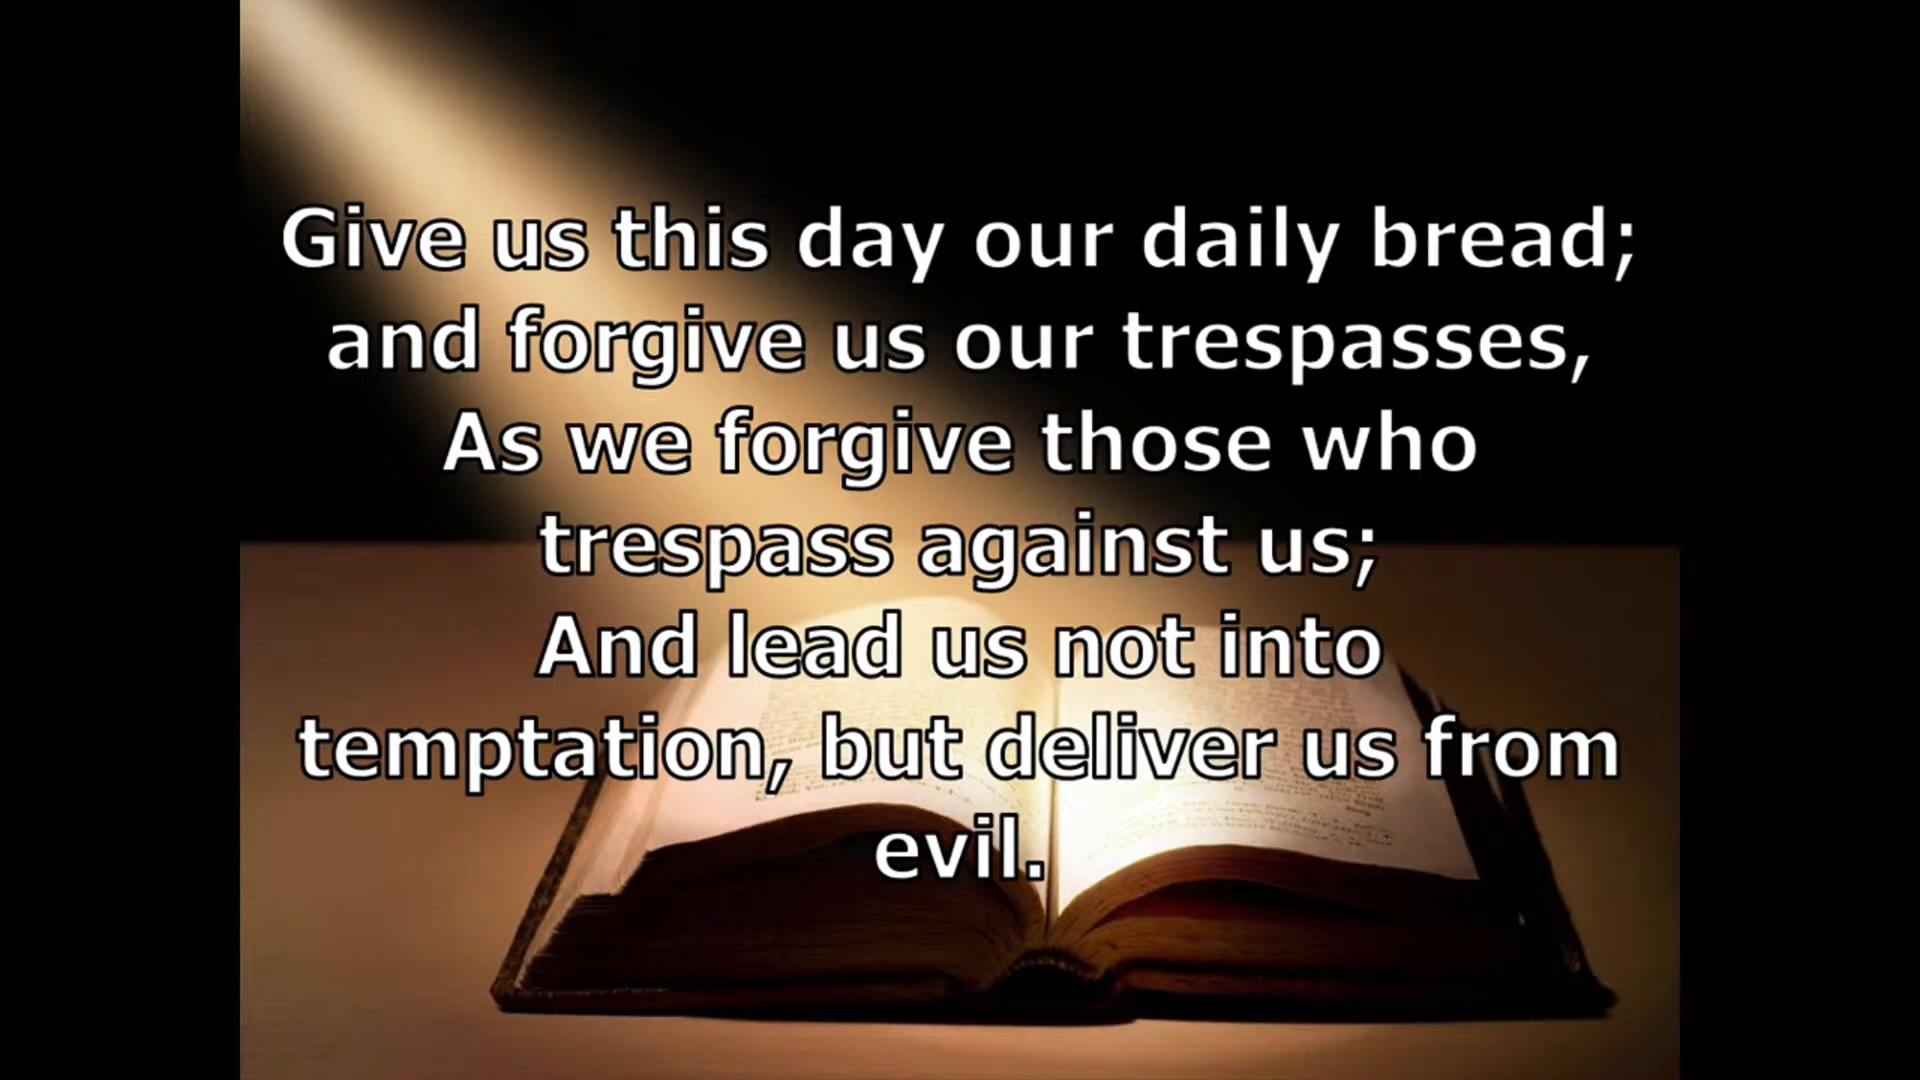 Give us this day our daily bread;
and forgive us our trespasses,
As we forgive those who
trespass against us;
And lead us not into
temptation, but deliver us from
evil.